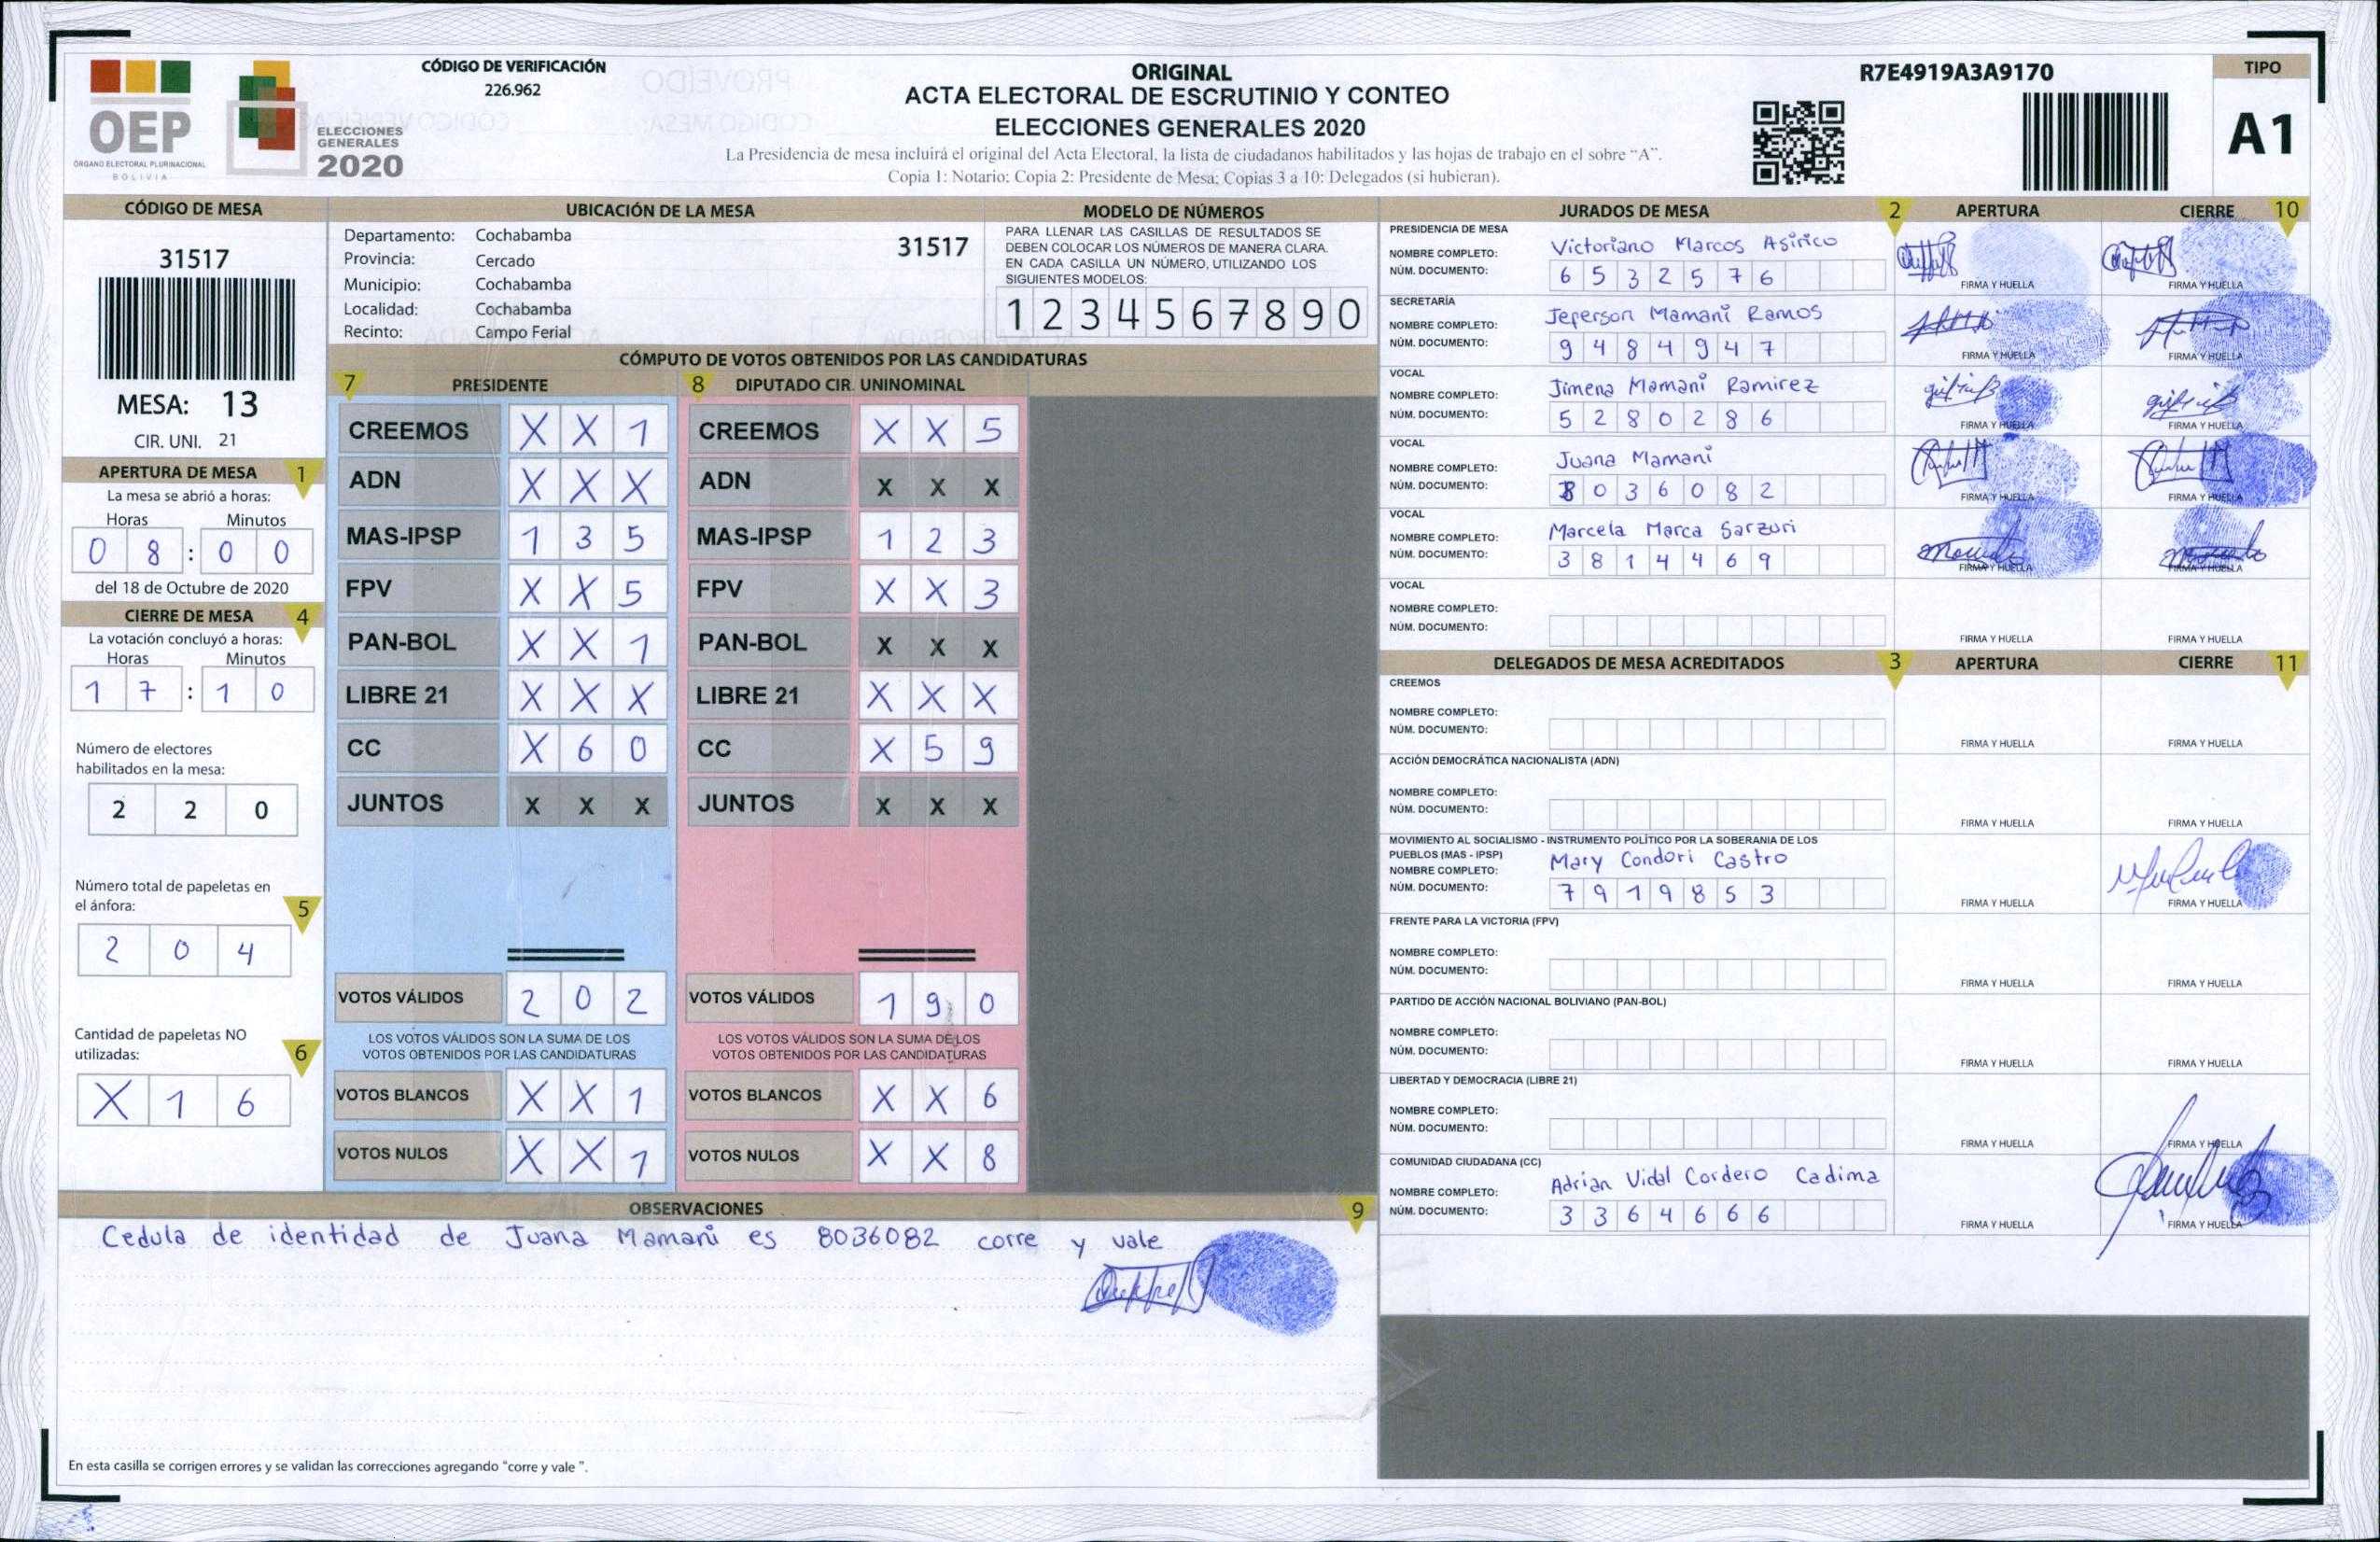 OEP
ÓRGANO ELECTORAL PLURINACIONAL
BOLIVIA
ELECCIONES
GENERALES
2020
CÓDIGO DE VERIFICACIÓN
226.962
ORIGINAL
ACTA ELECTORAL DE ESCRUTINIO Y CONTEO
ELECCIONES GENERALES 2020
La Presidencia de mesa incluirá el original del Acta Electoral, la lista de ciudadanos habilitados y las hojas de trabajo en el sobre “A”.
Copia 1: Notario; Copia 2: Presidente de Mesa; Copias 3 a 10: Delegados (si hubieran).
R7E4919A3A9170
TIPO
A1
CÓDIGO DE MESA
31517
MESA: 13
CIR. UNI. 21
APERTURA DE MESA 1
La mesa se abrió a horas:
Horas Minutos
0 8 : 0 0
del 18 de Octubre de 2020
CIERRE DE MESA 4
La votación concluyó a horas:
Horas Minutos
1 7 : 1 0
Número de electores
habilitados en la mesa:
2 2 0
Número total de papeletas en
el ánfora: 5
2 0 4
Cantidad de papeletas NO
utilizadas: 6
X 1 6
UBICACIÓN DE LA MESA
Departamento: Cochabamba 31517
Provincia: Cercado
Municipio: Cochabamba
Localidad: Cochabamba
Recinto: Campo Ferial
MODELO DE NÚMEROS
PARA LLENAR LAS CASILLAS DE RESULTADOS SE
DEBEN COLOCAR LOS NÚMEROS DE MANERA CLARA.
EN CADA CASILLA UN NÚMERO, UTILIZANDO LOS
SIGUIENTES MODELOS:
1 2 3 4 5 6 7 8 9 0
CÓMPUTO DE VOTOS OBTENIDOS POR LAS CANDIDATURAS
7 PRESIDENTE
CREEMOS X X 1
ADN X X X
MAS-IPSP 1 3 5
FPV X X 5
PAN-BOL X X 1
LIBRE 21 X X X
CC X 6 0
JUNTOS X X X
VOTOS VÁLIDOS 2 0 2
LOS VOTOS VÁLIDOS SON LA SUMA DE LOS
VOTOS OBTENIDOS POR LAS CANDIDATURAS
VOTOS BLANCOS X X 1
VOTOS NULOS X X 1
8 DIPUTADO CIR. UNINOMINAL
CREEMOS X X 5
ADN X X X
MAS-IPSP 1 2 3
FPV X X 3
PAN-BOL X X X
LIBRE 21 X X X
CC X 5 9
JUNTOS X X X
VOTOS VÁLIDOS 1 9 0
LOS VOTOS VÁLIDOS SON LA SUMA DE LOS
VOTOS OBTENIDOS POR LAS CANDIDATURAS
VOTOS BLANCOS X X 6
VOTOS NULOS X X 8
OBSERVACIONES 9
Cedula de identidad de Juana Mamani es 8036082 corre y vale
En esta casilla se corrigen errores y se validan las correcciones agregando "corre y vale ".
JURADOS DE MESA 2 APERTURA CIERRE 10
PRESIDENCIA DE MESA
NOMBRE COMPLETO: Victoriano Marcos Asirico
NÚM. DOCUMENTO: 6 5 3 2 5 7 6
FIRMA Y HUELLA FIRMA Y HUELLA
SECRETARÍA
NOMBRE COMPLETO: Jeferson Mamani Ramos
NÚM. DOCUMENTO: 9 4 8 4 9 4 7
FIRMA Y HUELLA FIRMA Y HUELLA
VOCAL
NOMBRE COMPLETO: Jimena Mamani Ramirez
NÚM. DOCUMENTO: 5 2 8 0 2 8 6
FIRMA Y HUELLA FIRMA Y HUELLA
VOCAL
NOMBRE COMPLETO: Juana Mamani
NÚM. DOCUMENTO: 8 0 3 6 0 8 2
FIRMA Y HUELLA FIRMA Y HUELLA
VOCAL
NOMBRE COMPLETO: Marcela Marca Sarzuri
NÚM. DOCUMENTO: 3 8 1 4 4 6 9
FIRMA Y HUELLA FIRMA Y HUELLA
VOCAL
NOMBRE COMPLETO:
NÚM. DOCUMENTO:
FIRMA Y HUELLA FIRMA Y HUELLA
DELEGADOS DE MESA ACREDITADOS 3 APERTURA CIERRE 11
CREEMOS
NOMBRE COMPLETO:
NÚM. DOCUMENTO:
FIRMA Y HUELLA FIRMA Y HUELLA
ACCIÓN DEMOCRÁTICA NACIONALISTA (ADN)
NOMBRE COMPLETO:
NÚM. DOCUMENTO:
FIRMA Y HUELLA FIRMA Y HUELLA
MOVIMIENTO AL SOCIALISMO - INSTRUMENTO POLÍTICO POR LA SOBERANIA DE LOS
PUEBLOS (MAS - IPSP)
NOMBRE COMPLETO: Mary Condori Castro
NÚM. DOCUMENTO: 7 9 1 9 8 5 3
FIRMA Y HUELLA FIRMA Y HUELLA
FRENTE PARA LA VICTORIA (FPV)
NOMBRE COMPLETO:
NÚM. DOCUMENTO:
FIRMA Y HUELLA FIRMA Y HUELLA
PARTIDO DE ACCIÓN NACIONAL BOLIVIANO (PAN-BOL)
NOMBRE COMPLETO:
NÚM. DOCUMENTO:
FIRMA Y HUELLA FIRMA Y HUELLA
LIBERTAD Y DEMOCRACIA (LIBRE 21)
NOMBRE COMPLETO:
NÚM. DOCUMENTO:
FIRMA Y HUELLA FIRMA Y HUELLA
COMUNIDAD CIUDADANA (CC)
NOMBRE COMPLETO: Adrian Vidal Cordero Cadima
NÚM. DOCUMENTO: 3 3 6 4 6 6 6
FIRMA Y HUELLA FIRMA Y HUELLA